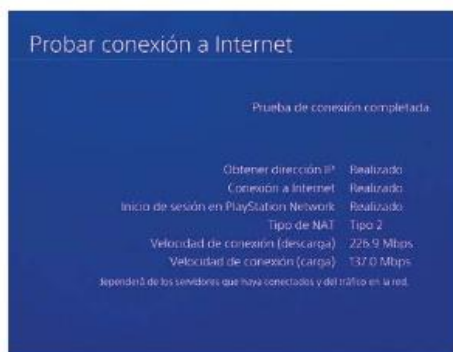 Probar conexión a Internet
Prueba de conexión completada.
Obtener dirección IP Realizado
Conexión a Internet Realizado
Inicio de sesión en PlayStation Network Realizado
Tipo de NAT Tipo 2
Velocidad de conexión (descarga) 226.9 Mbps
Velocidad de conexión (carga) 137.0 Mbps
dependerá de los servidores que haya conectados y del tráfico en la red.